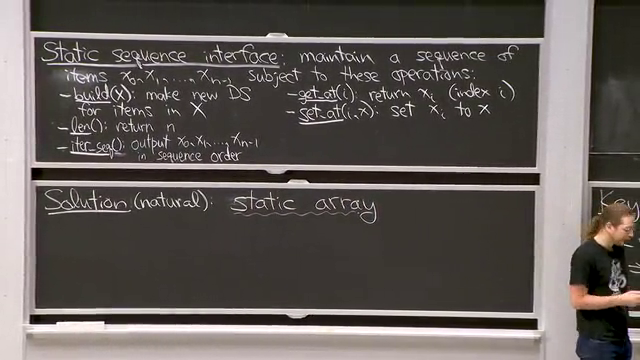 Static sequence interface: maintain a sequence of
items x₀, x₁, ..., xₙ₋₁ subject to these operations:
- build(X): make new DS
for items in X
- len(): return n
- iter_seq(): output x₀, x₁, ..., xₙ₋₁
in sequence order
- get_at(i): return xᵢ (index i)
- set_at(i, x): set xᵢ to x
Solution (natural): static array
Key